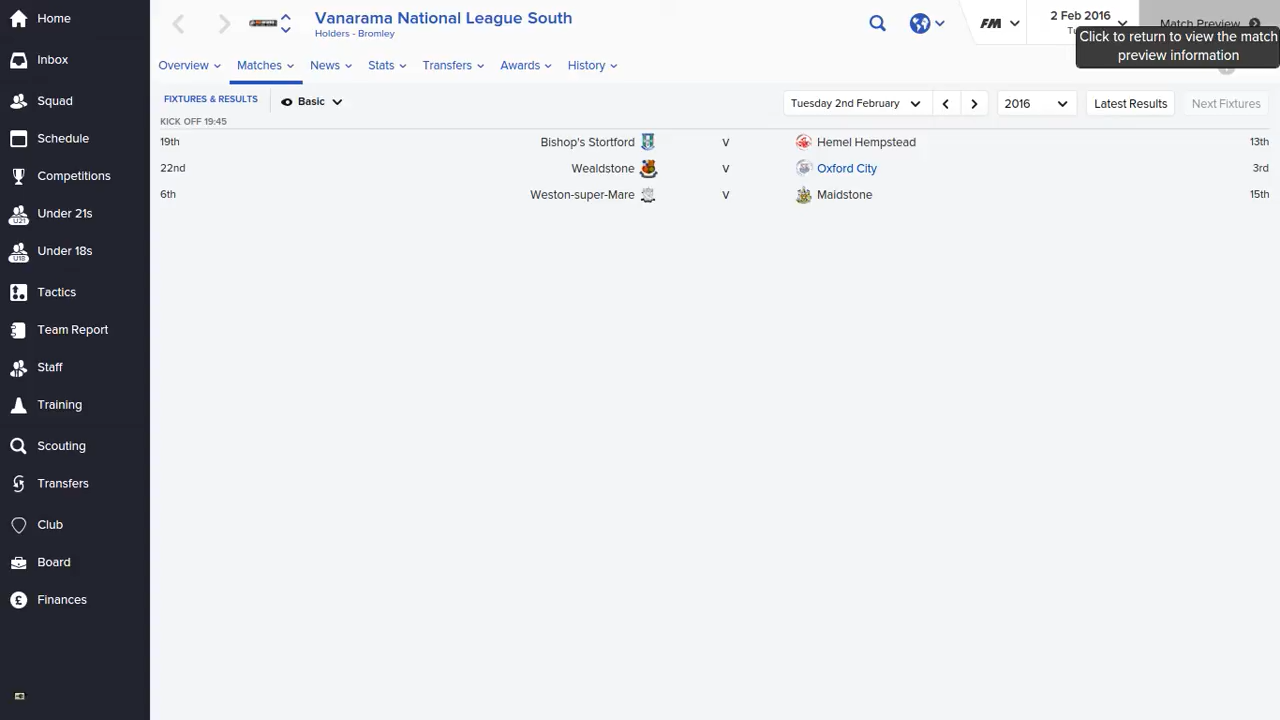 Home
Inbox
Squad
Schedule
Competitions
Under 21s
Under 18s
Tactics
Team Report
Staff
Training
Scouting
Transfers
Club
Board
£ Finances
Vanarama National League South
Holders - Bromley
FM
2 Feb 2016
Match Preview
Click to return to view the match
preview information
Overview Matches News Stats Transfers Awards History
FIXTURES & RESULTS Basic Tuesday 2nd February 2016 Latest Results Next Fixtures
KICK OFF 19:45
19th Bishop's Stortford V Hemel Hempstead 13th
22nd Wealdstone V Oxford City 3rd
6th Weston-super-Mare V Maidstone 15th